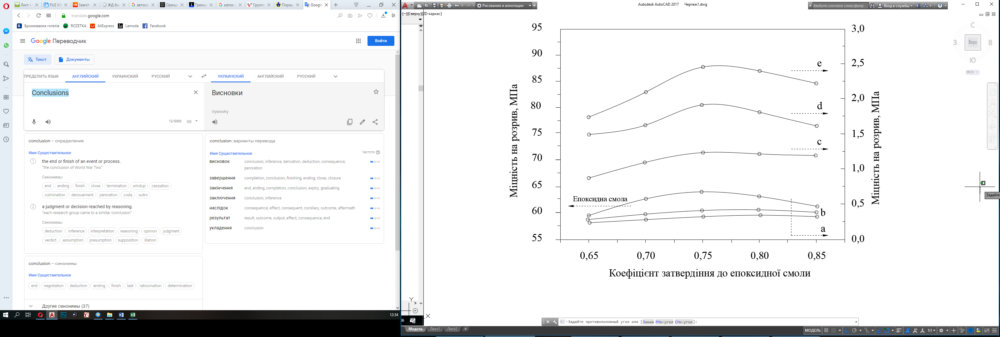 Лист •
FILE VIE
Search
ЖД би
автоса
Оренд
Тренир
каток г
Грунто
Поряд
Google
translate.google.com
Бронювання готелів
ROZETKA
AliExpress
Lamoda
Facebook
Google Переводчик
Войти
Текст
Документы
ПРЕДЕЛИТЬ ЯЗЫК АНГЛИЙСКИЙ УКРАИНСКИЙ РУССКИЙ
УКРАИНСКИЙ АНГЛИЙСКИЙ РУССКИЙ
Conclusions
12/5000
Висновки
Vysnovky
conclusion – определения
Имя Существительное
1 the end or finish of an event or process.
"the conclusion of World War Two"
Синонимы:
end ending finish close termination windup cessation
culmination denouement peroration coda outro
2 a judgment or decision reached by reasoning.
"each research group came to a similar conclusion"
Синонимы:
deduction inference interpretation reasoning opinion judgment
verdict assumption presumption supposition illation
conclusion – синонимы
Имя Существительное
end negotiation deduction ending finish last ratiocination determination
Другие синонимы (37)
conclusion: варианты перевода
Имя Существительное Частота
висновок conclusion, inference, derivation, deduction, consequence,
peroration
завершення completion, conclusion, finishing, ending, close, closure
закінчення end, ending, completion, conclusion, expiry, graduating
заключення conclusion, inference
наслідок consequence, effect, consequent, corollary, outcome, aftermath
результат result, outcome, output, effect, consequence, end
укладення conclusion
12:34
Рисование и аннотации
Autodesk AutoCAD 2017 Чертеж1.dwg
Введите ключевое слово/фразу
Вход в службы
[—][Сверху][2D-каркас]
С
З
Верх
В
Ю
МСК
95
90
85
80
75
70
65
60
55
Міцність на розрив, МПа
3,0
2,5
2,0
1,5
1,0
0,5
0,0
Міцність на розрив, МПа
e
d
c
b
a
Епоксидна смола
0,65 0,70 0,75 0,80 0,85
Коефіцієнт затвердіння до епоксидної смоли
Задайте
Y
X
06
Задайте противоположный угол или [Линия РМн-угол СМн-угол]:
Модель Лист1 Лист2 +
МОДЕЛЬ
1:1